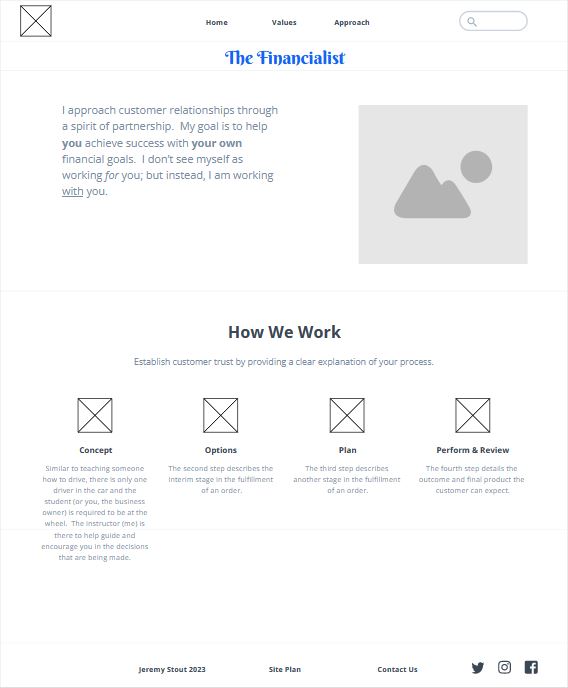 Home Values Approach
The Financialist
I approach customer relationships through
a spirit of partnership.  My goal is to help
you achieve success with your own
financial goals.  I don't see myself as
working for you; but instead, I am working
with you.
How We Work
Establish customer trust by providing a clear explanation of your process.
Concept
Similar to teaching someone
how to drive, there is only one
driver in the car and the
student (or you, the business
owner) is required to be at the
wheel.  The instructor (me) is
there to help guide and
encourage you in the decisions
that are being made.
Options
The second step describes the
interim stage in the fulfillment
of an order.
Plan
The third step describes
another stage in the fulfillment
of an order.
Perform & Review
The fourth step details the
outcome and final product the
customer can expect.
Jeremy Stout 2023 Site Plan Contact Us